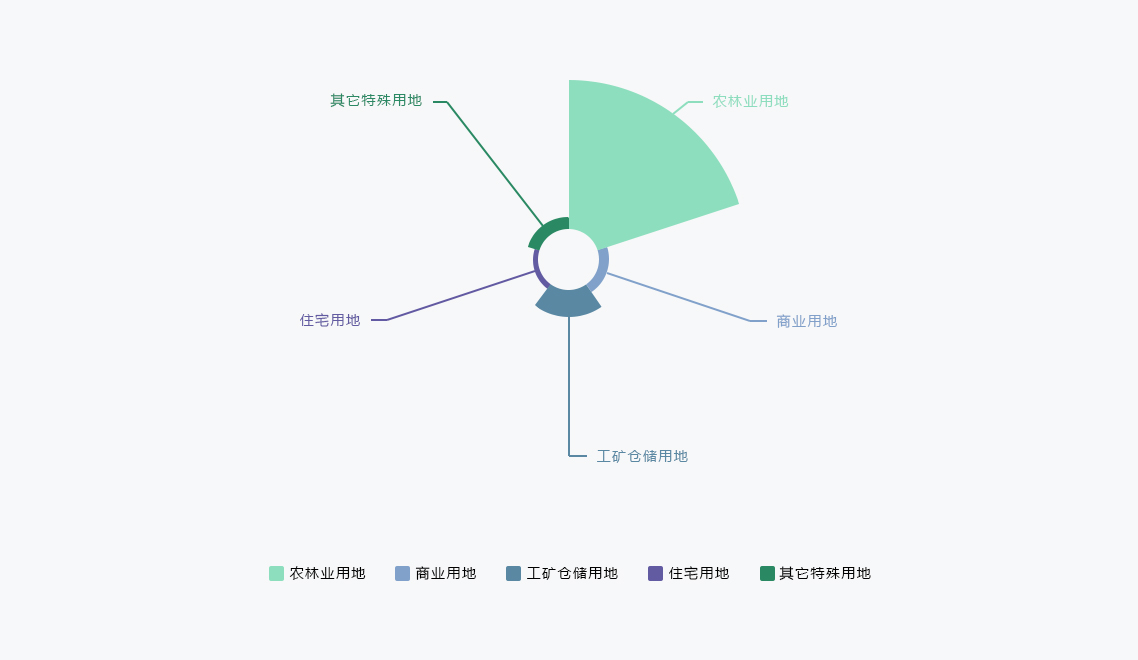 其它特殊用地
农林业用地
住宅用地
商业用地
工矿仓储用地
农林业用地
商业用地
工矿仓储用地
住宅用地
其它特殊用地